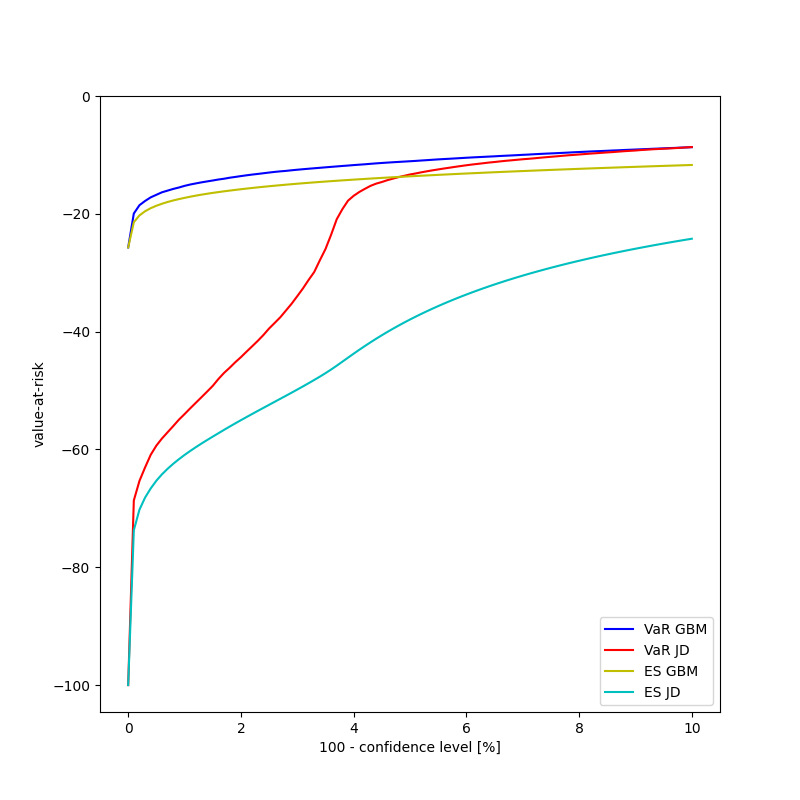 0
−20
−40
−60
−80
−100
value-at-risk
0 2 4 6 8 10
100 - confidence level [%]
VaR GBM
VaR JD
ES GBM
ES JD